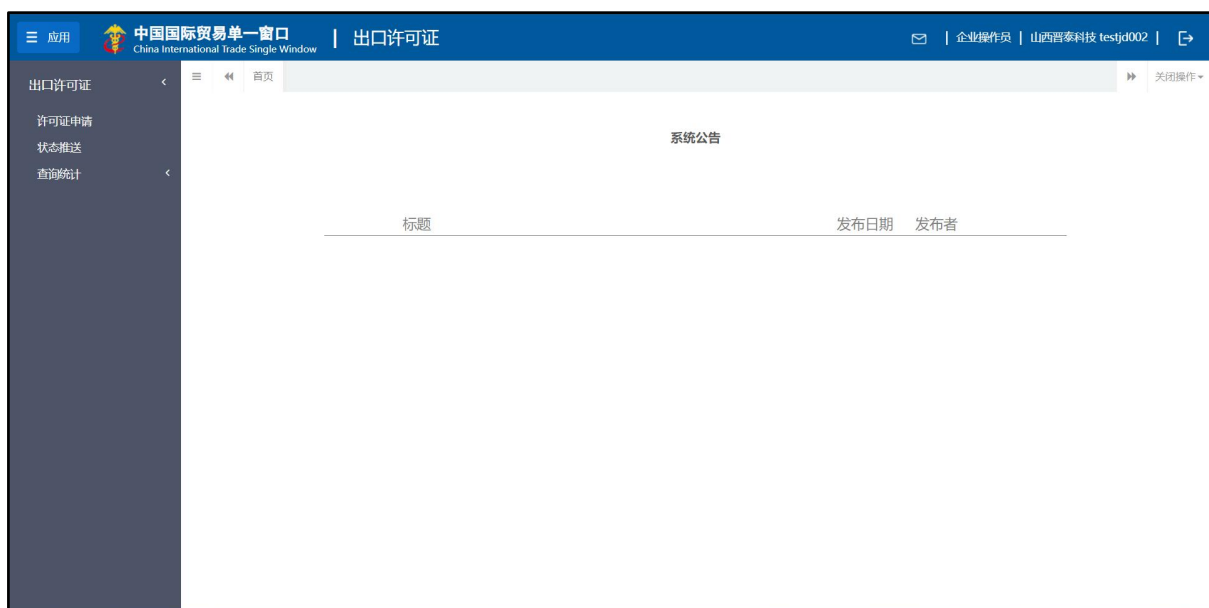 应用
中国国际贸易单一窗口 | 出口许可证
China International Trade Single Window
企业操作员 | 山西晋泰科技 testjd002 |
出口许可证
许可证申请
状态推送
查询统计
首页
关闭操作
系统公告
标题 发布日期 发布者